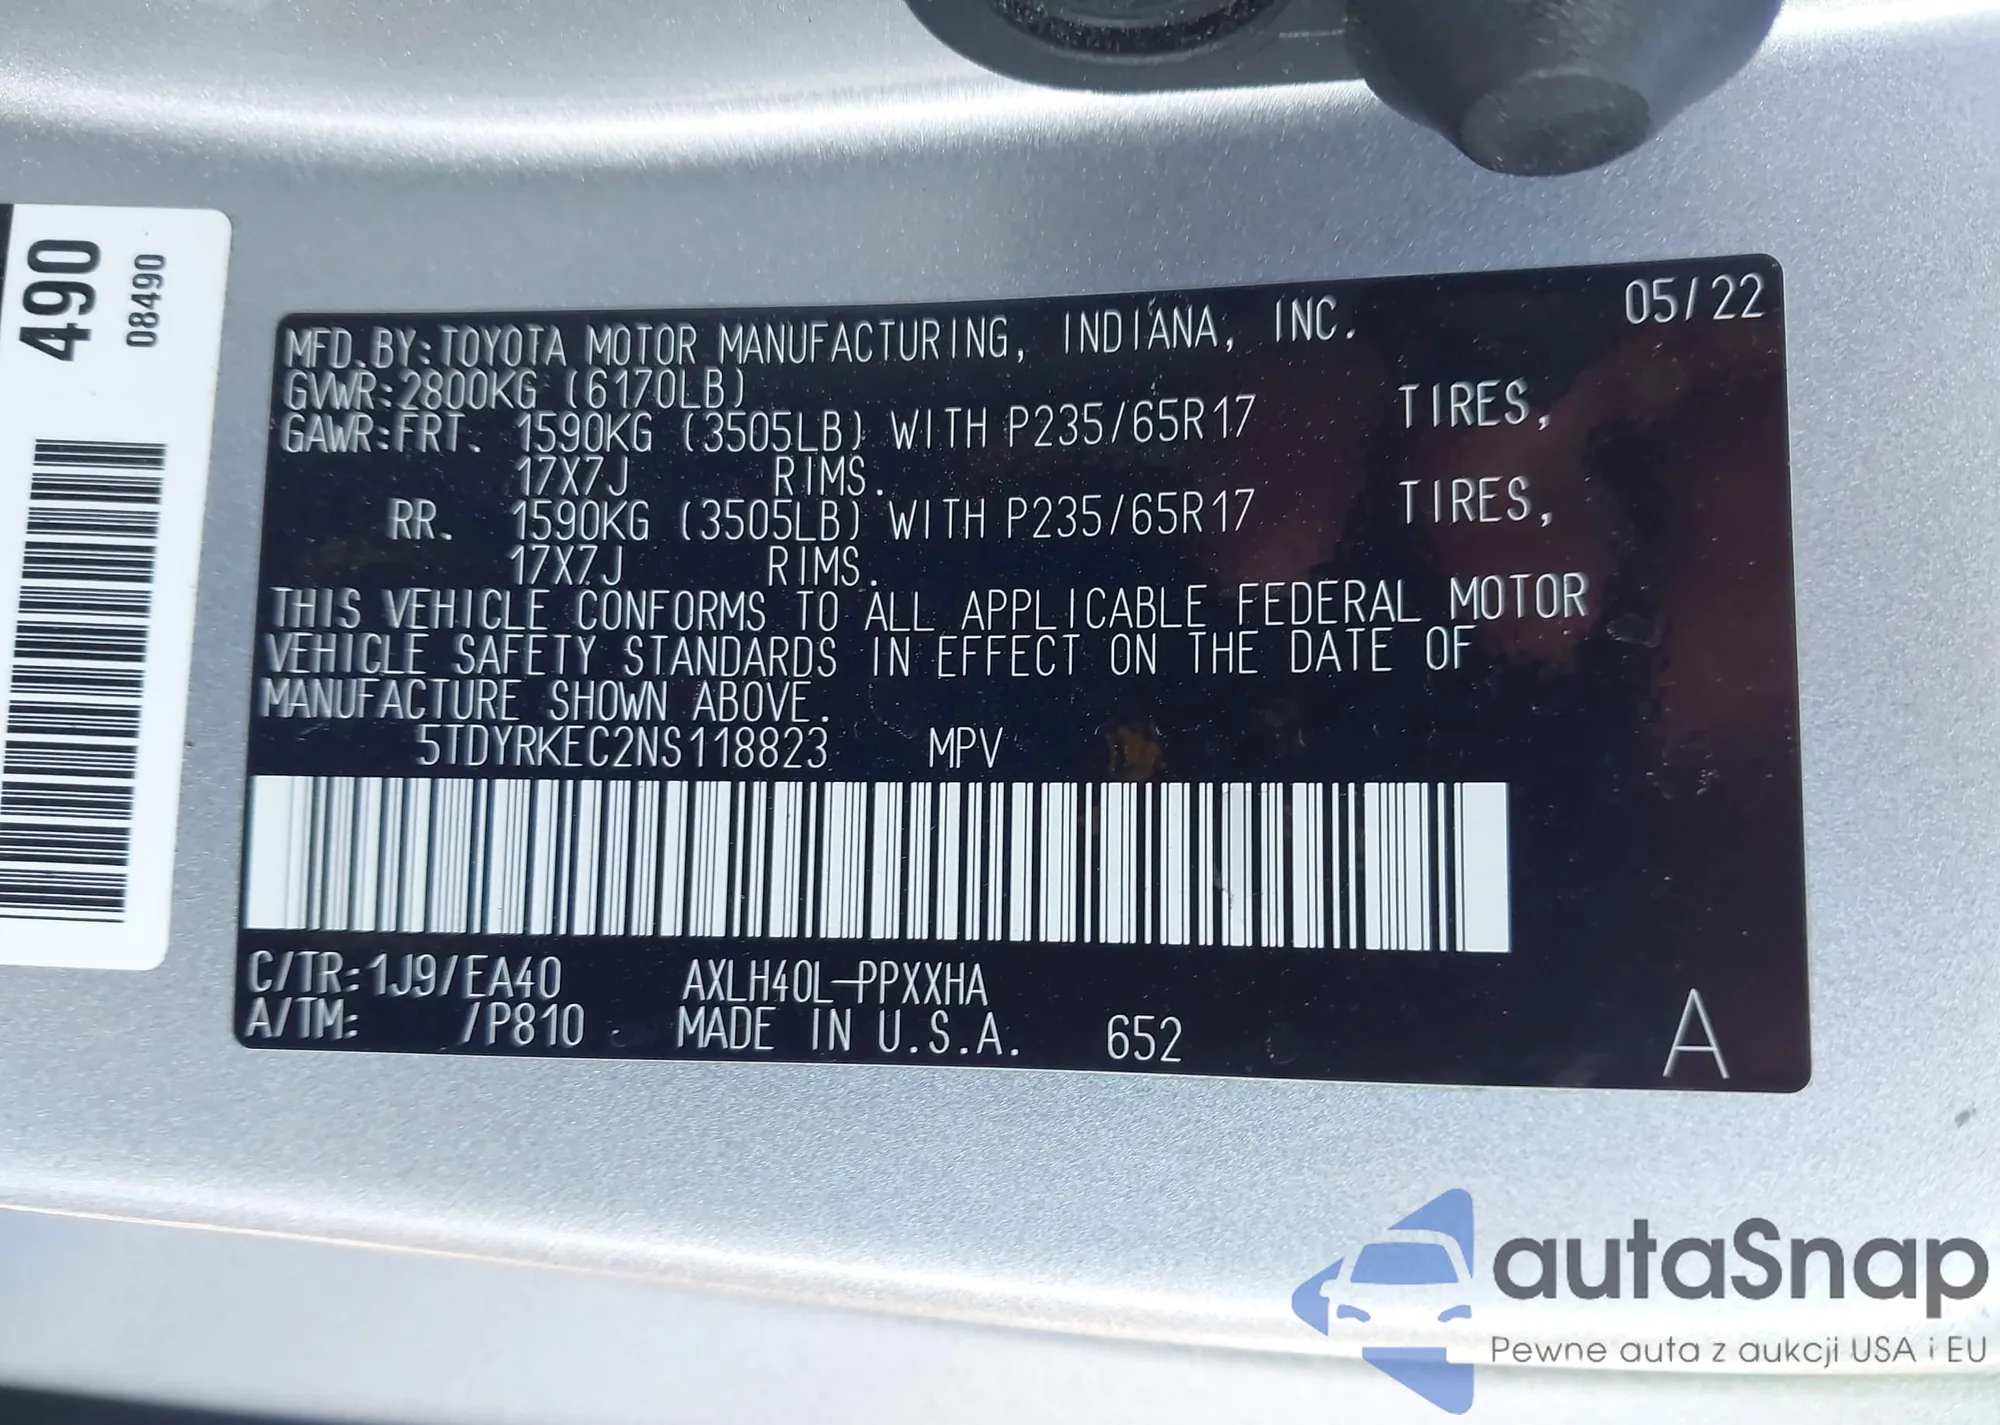 490
08490
MFD.BY:TOYOTA MOTOR MANUFACTURING, INDIANA, INC. 05/22
GVWR:2800KG (6170LB)
GAWR:FRT. 1590KG (3505LB) WITH P235/65R17 TIRES,
17X7J RIMS.
RR. 1590KG (3505LB) WITH P235/65R17 TIRES,
17X7J RIMS.
THIS VEHICLE CONFORMS TO ALL APPLICABLE FEDERAL MOTOR
VEHICLE SAFETY STANDARDS IN EFFECT ON THE DATE OF
MANUFACTURE SHOWN ABOVE.
5TDYRKEC2NS118823 MPV
C/TR:1J9/EA40 AXLH40L-PPXXHA
A/TM: /P810 MADE IN U.S.A. 652 A
autaSnap
Pewne auta z aukcji USA i EU